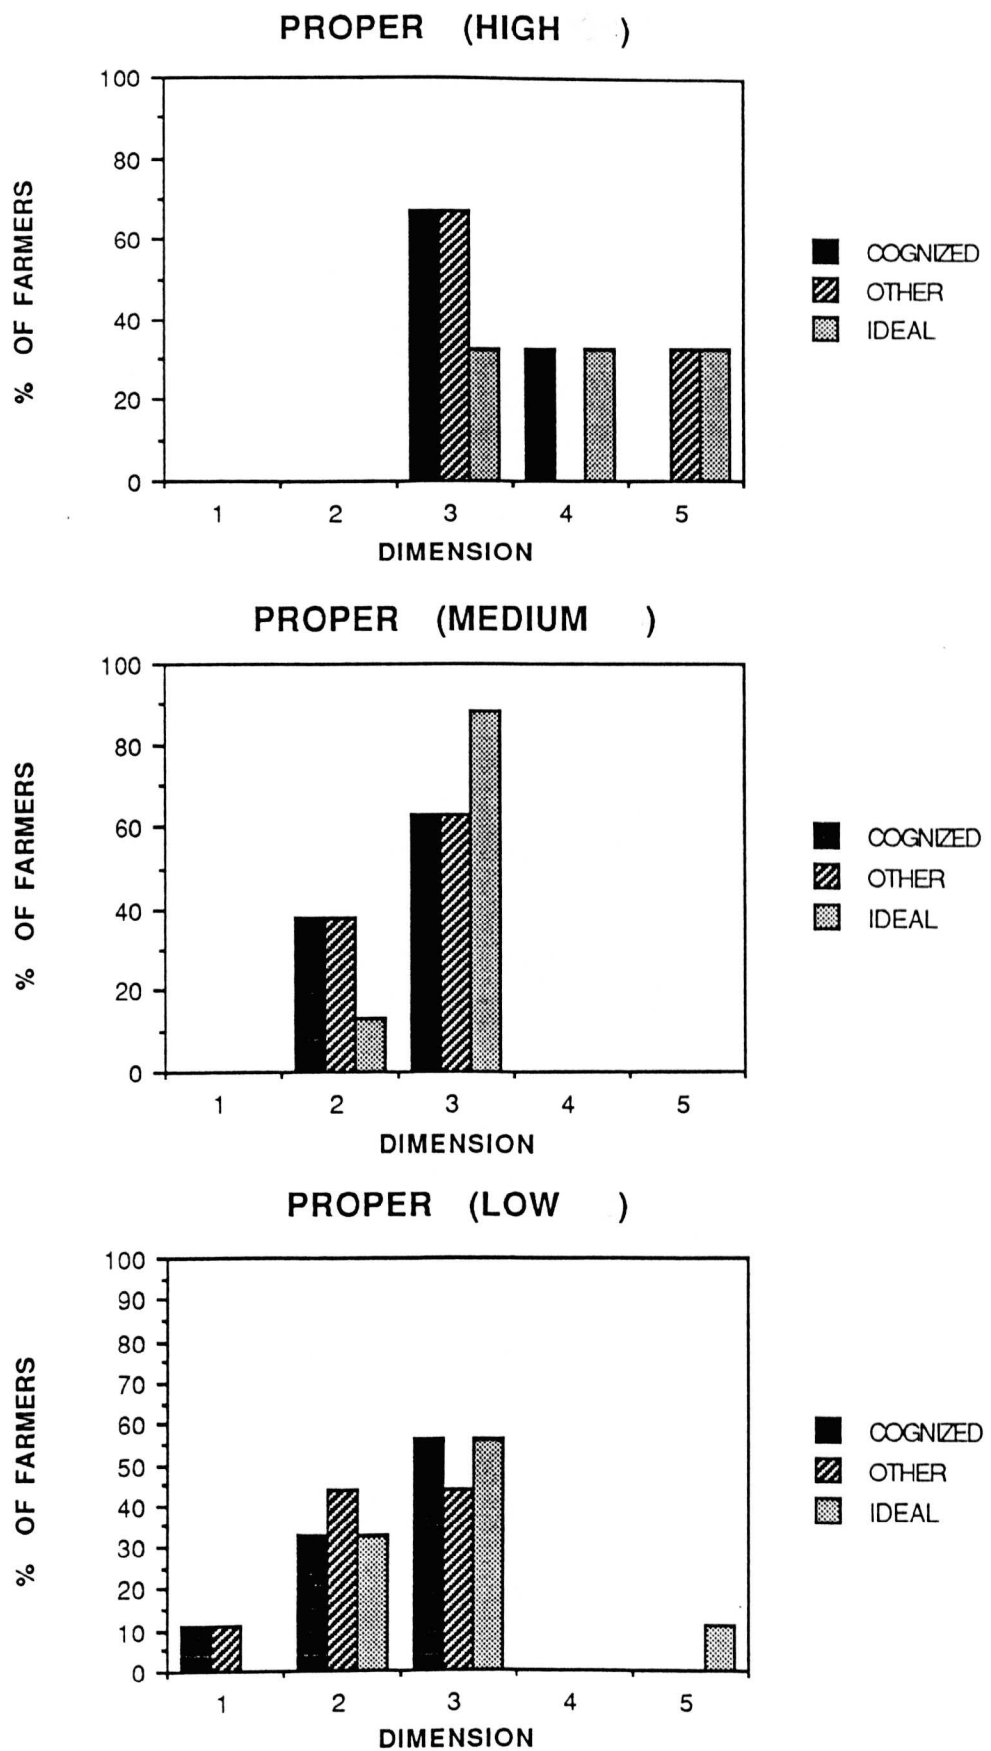 PROPER (HIGH )
100
80
60
40
20
0
% OF FARMERS
1 2 3 4 5
DIMENSION
COGNIZED
OTHER
IDEAL
PROPER (MEDIUM )
100
80
60
40
20
0
% OF FARMERS
1 2 3 4 5
DIMENSION
COGNIZED
OTHER
IDEAL
PROPER (LOW )
100
90
80
70
60
50
40
30
20
10
0
% OF FARMERS
1 2 3 4 5
DIMENSION
COGNIZED
OTHER
IDEAL